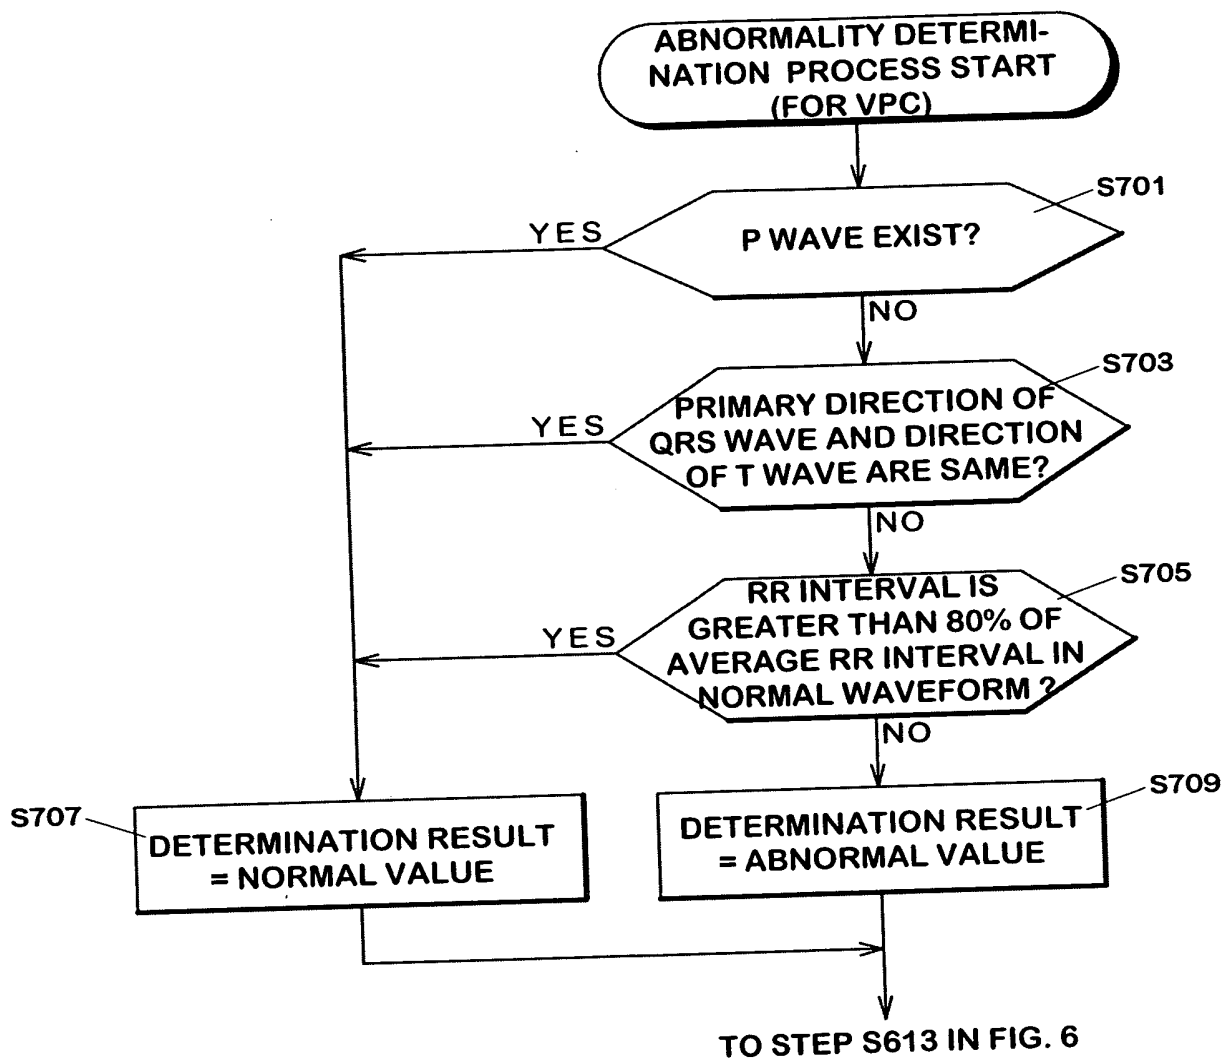 ABNORMALITY DETERMI-
NATION PROCESS START
(FOR VPC)
S701
P WAVE EXIST?
YES
NO
S703
PRIMARY DIRECTION OF
QRS WAVE AND DIRECTION
OF T WAVE ARE SAME?
YES
NO
S705
RR INTERVAL IS
GREATER THAN 80% OF
AVERAGE RR INTERVAL IN
NORMAL WAVEFORM ?
YES
NO
S707
DETERMINATION RESULT
= NORMAL VALUE
S709
DETERMINATION RESULT
= ABNORMAL VALUE
TO STEP S613 IN FIG. 6